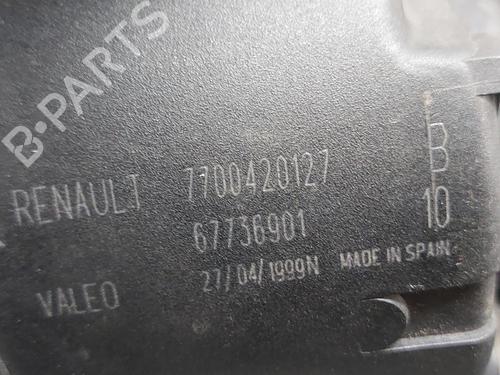 B-PARTS
RENAULT 7700420127
67736901
VALEO 27/04/1999N MADE IN SPAIN
B
10